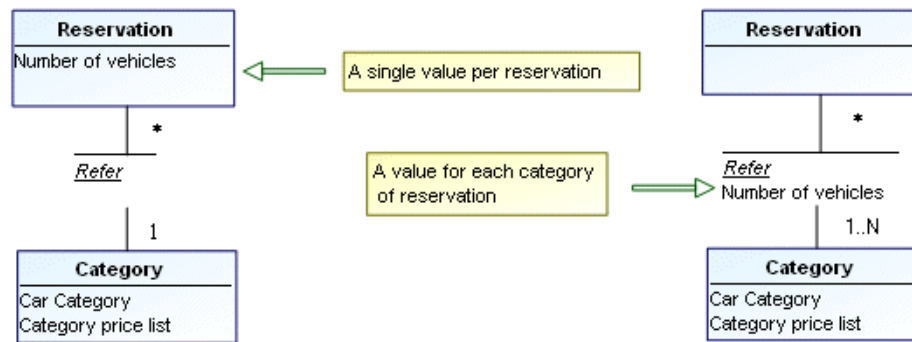 Reservation
Number of vehicles
A single value per reservation
Reservation
*
*
Refer
A value for each category
of reservation
Refer
Number of vehicles
1
1..N
Category
Car Category
Category price list
Category
Car Category
Category price list